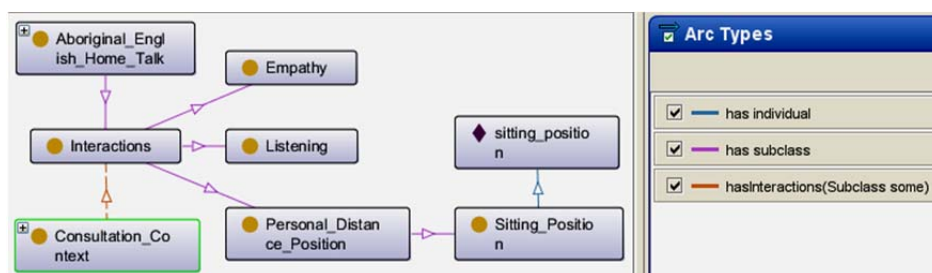 Aboriginal_Engl
ish_Home_Talk
Empathy
Interactions
Listening
sitting_positio
n
Consultation_Co
ntext
Personal_Distan
ce_Position
Sitting_Positio
n
Arc Types
has individual
has subclass
hasInteractions(Subclass some)